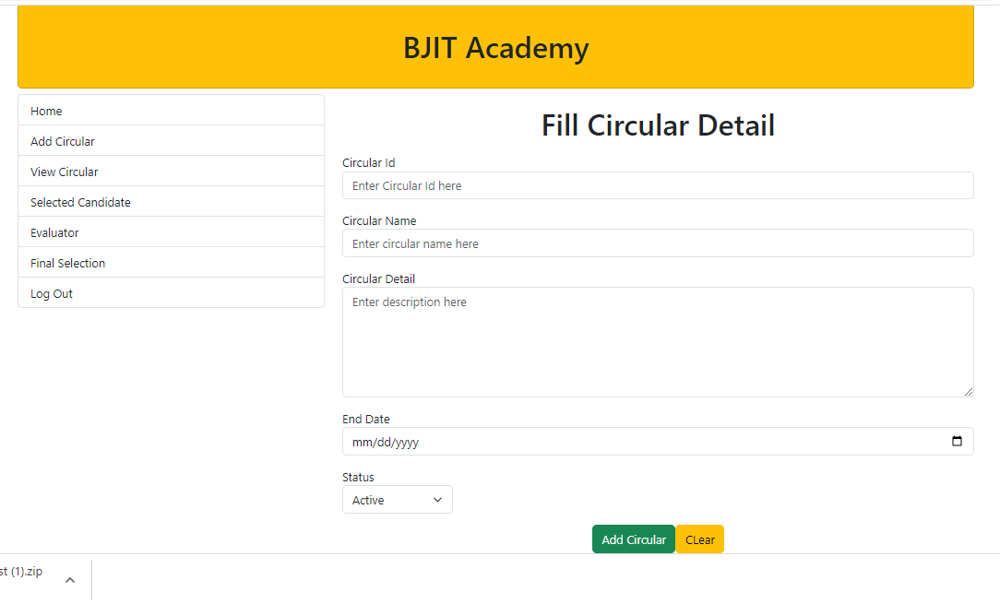 BJIT Academy
Home
Add Circular
View Circular
Selected Candidate
Evaluator
Final Selection
Log Out
Fill Circular Detail
Circular Id
Enter Circular Id here
Circular Name
Enter circular name here
Circular Detail
Enter description here
End Date
mm/dd/yyyy
Status
Active
Add Circular CLear
st (1).zip